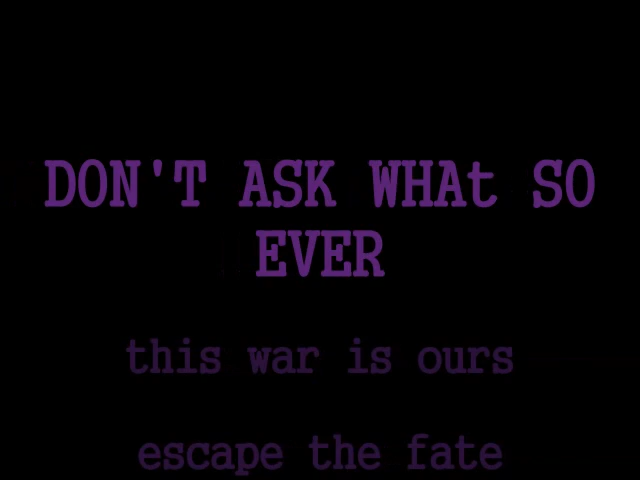 DON'T ASK WHAt SO
EVER
this war is ours
escape the fate